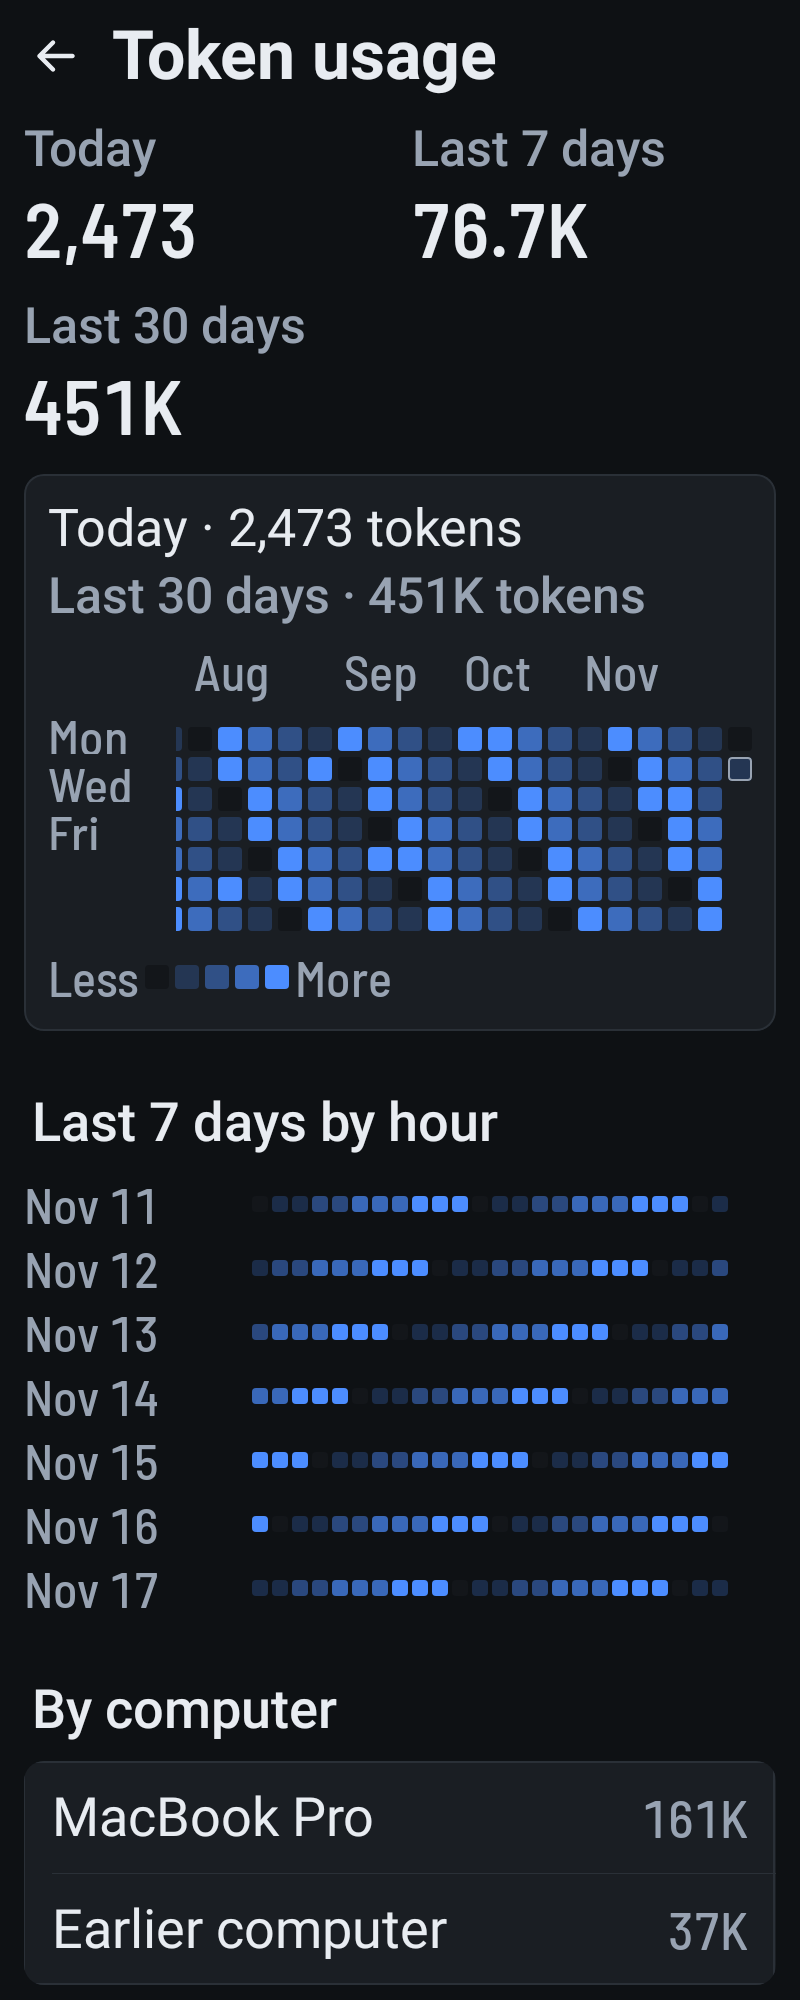 Token usage
Today
2,473
Last 7 days
76.7K
Last 30 days
451K
Today · 2,473 tokens
Last 30 days · 451K tokens
Aug Sep Oct Nov
Mon
Wed
Fri
Less More
Last 7 days by hour
Nov 11
Nov 12
Nov 13
Nov 14
Nov 15
Nov 16
Nov 17
By computer
MacBook Pro 161K
Earlier computer 37K